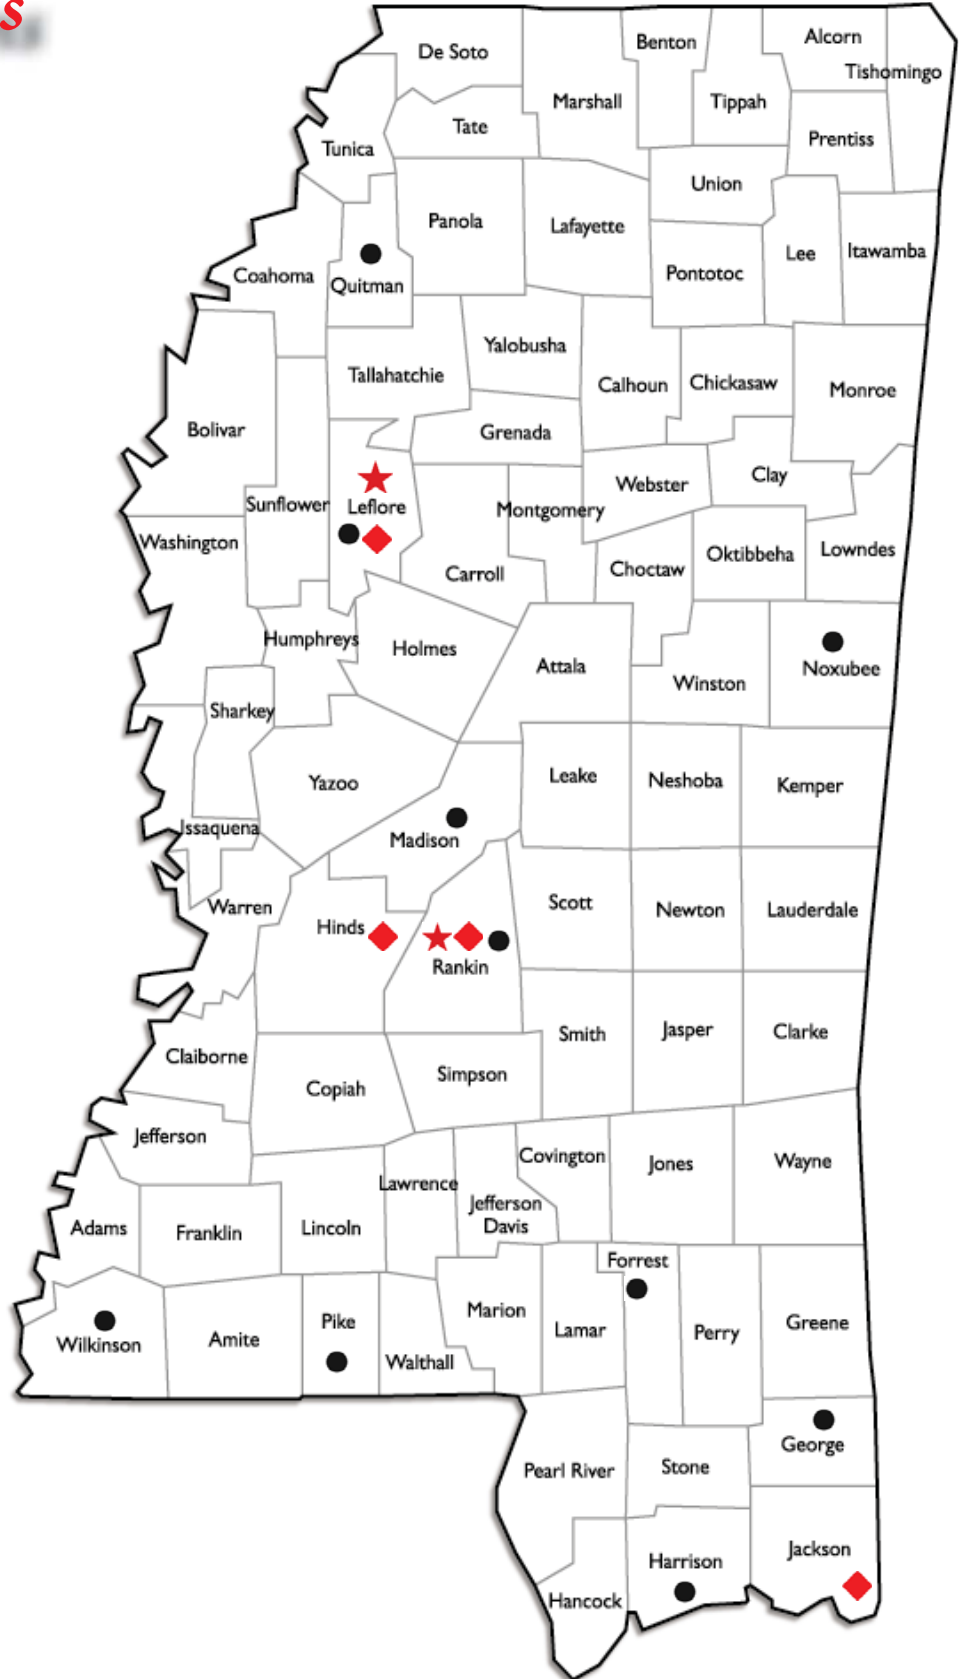 s
De Soto
Benton
Alcorn
Tishomingo
Marshall
Tippah
Tate
Prentiss
Tunica
Union
Panola
Lafayette
Lee
Itawamba
Coahoma
Quitman
Pontotoc
Yalobusha
Tallahatchie
Calhoun
Chickasaw
Monroe
Bolivar
Grenada
Clay
Webster
Sunflower
Leflore
Montgomery
Washington
Oktibbeha
Lowndes
Carroll
Choctaw
Humphreys
Holmes
Attala
Noxubee
Winston
Sharkey
Yazoo
Leake
Neshoba
Kemper
Issaquena
Madison
Warren
Scott
Newton
Lauderdale
Hinds
Rankin
Smith
Jasper
Clarke
Claiborne
Copiah
Simpson
Jefferson
Covington
Jones
Wayne
Lawrence
Jefferson
Davis
Adams
Franklin
Lincoln
Forrest
Marion
Pike
Wilkinson
Amite
Lamar
Perry
Greene
Walthall
George
Pearl River
Stone
Jackson
Harrison
Hancock